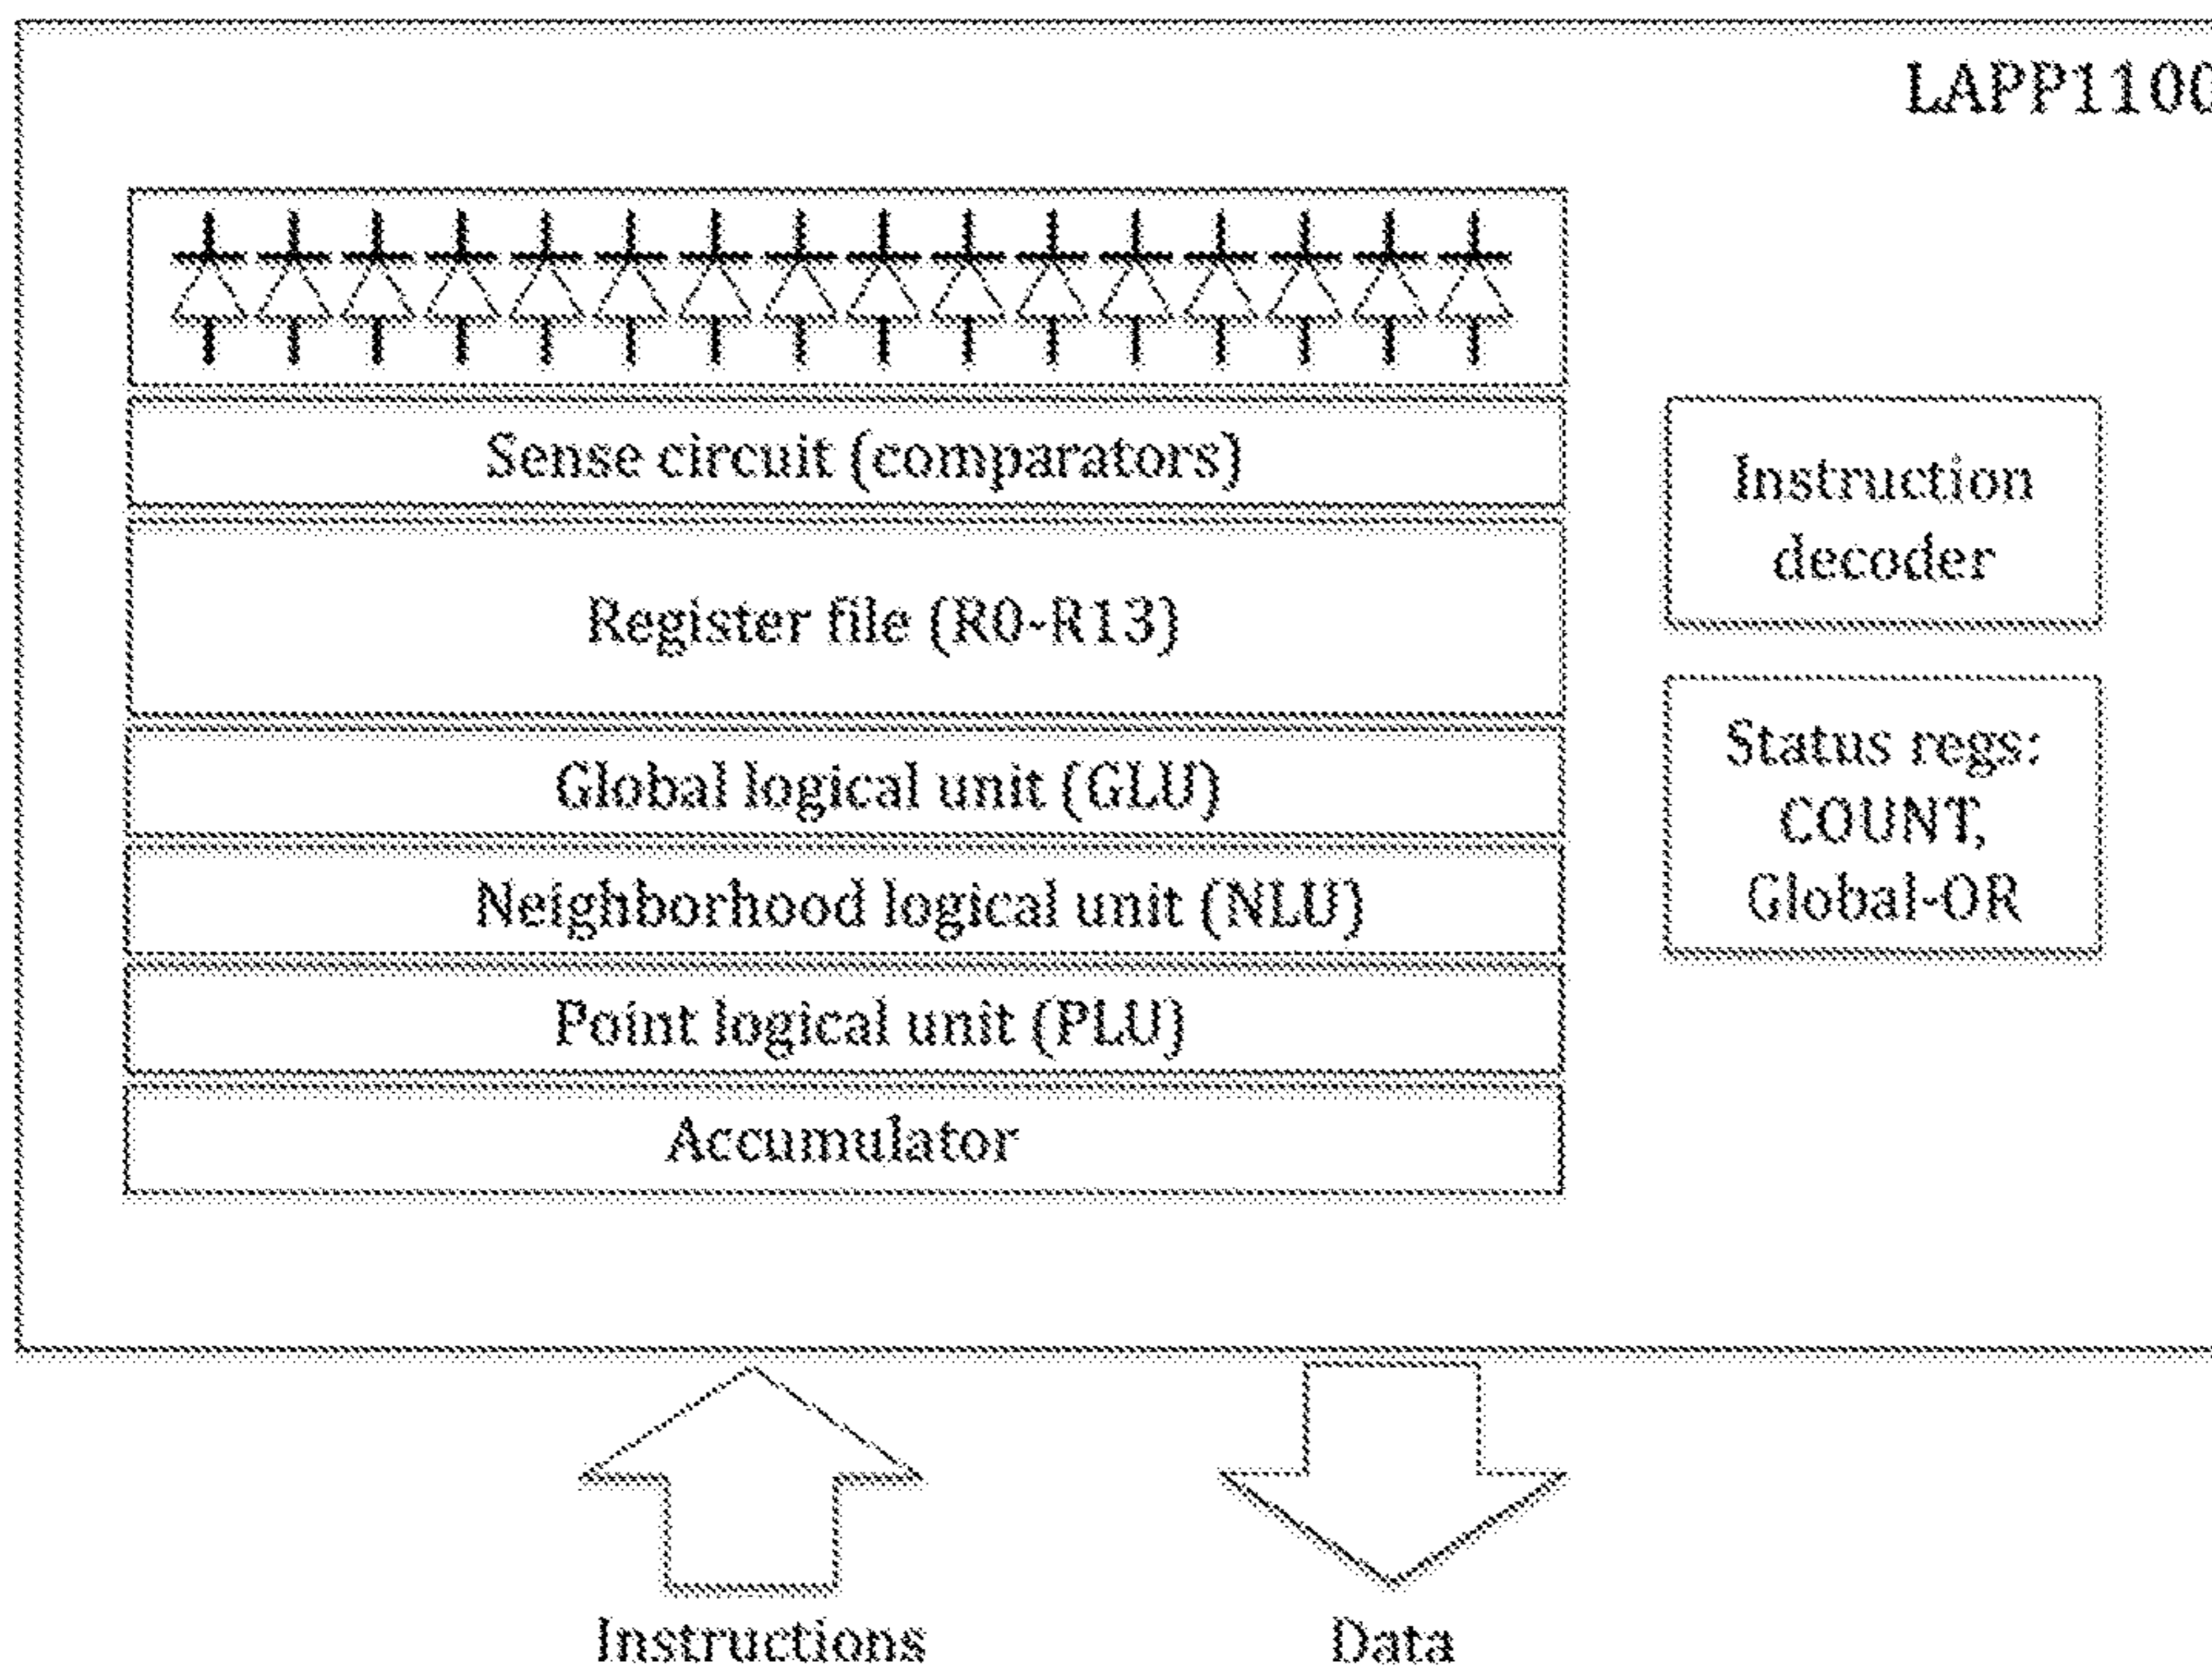 LAPP1100
Sense circuit (comparators)
Register file (R0-R13)
Global logical unit (GLU)
Neighborhood logical unit (NLU)
Point logical unit (PLU)
Accumulator
Instruction
decoder
Status regs:
COUNT,
Global-OR
Instructions
Data